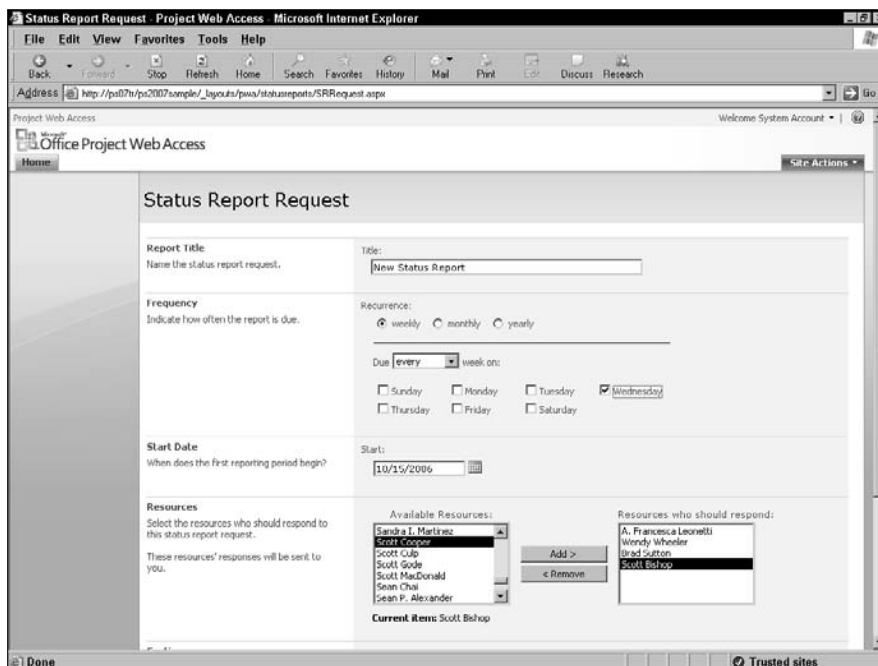 Status Report Request - Project Web Access - Microsoft Internet Explorer
File Edit View Favorites Tools Help
Back Forward Stop Refresh Home Search Favorites History Mail Print Edit Discuss Research
Address http://ps07tr/ps2007sample/_layouts/pwa/statusreports/SRRequest.aspx Go
Project Web Access Welcome System Account
Microsoft
Office Project Web Access
Home Site Actions
Status Report Request
Report Title
Name the status report request.
Title:
New Status Report
Frequency
Indicate how often the report is due.
Recurrence:
weekly monthly yearly
Due every week on:
Sunday Monday Tuesday Wednesday
Thursday Friday Saturday
Start Date
When does the first reporting period begin?
Start:
10/15/2006
Resources
Select the resources who should respond to
this status report request.
These resources' responses will be sent to
you.
Available Resources:
Sandra I. Martinez
Scott Cooper
Scott Culp
Scott Gode
Scott MacDonald
Sean Chai
Sean P. Alexander
Add >
< Remove
Resources who should respond:
A. Francesca Leonetti
Wendy Wheeler
Brad Sutton
Scott Bishop
Current item: Scott Bishop
Done Trusted sites